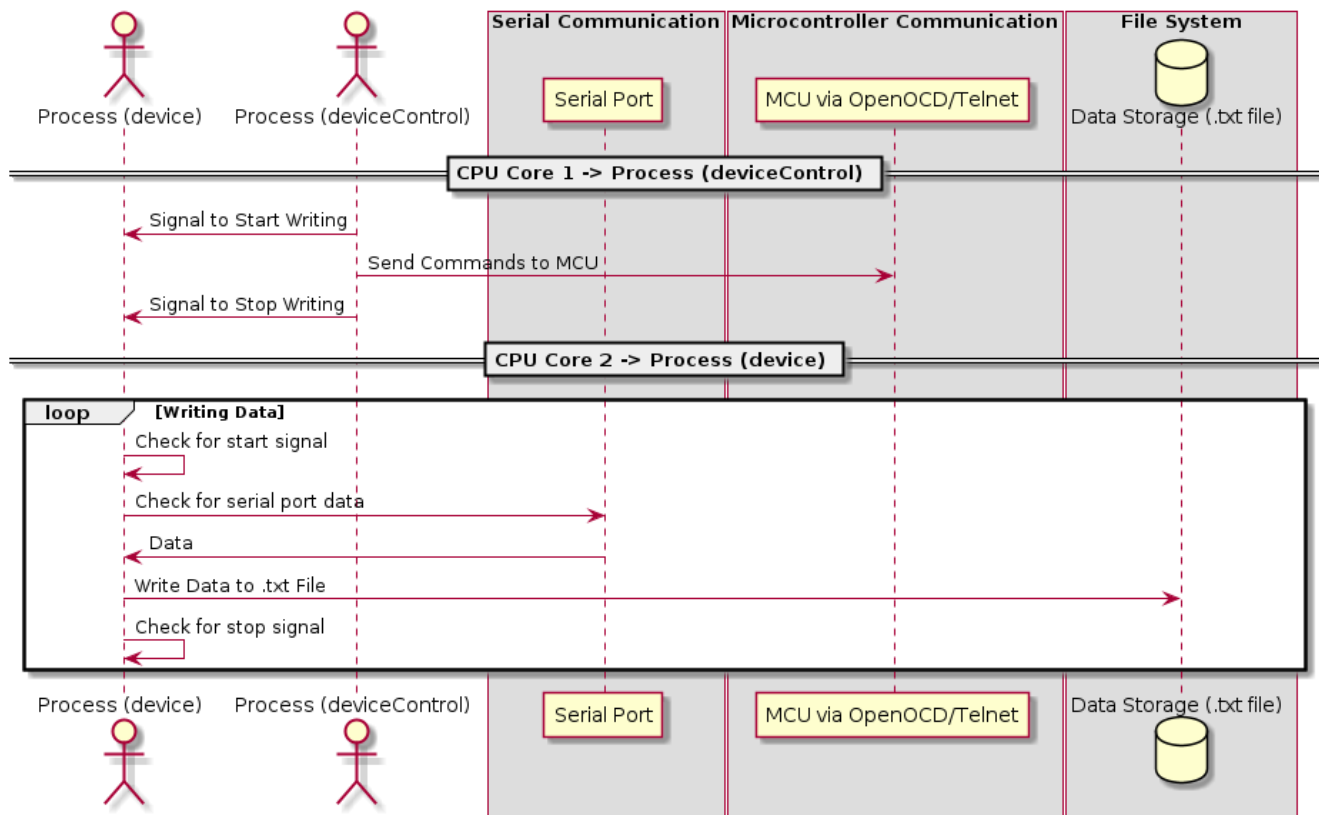 Serial Communication
Microcontroller Communication
File System
Process (device)
Process (deviceControl)
Serial Port
MCU via OpenOCD/Telnet
Data Storage (.txt file)
CPU Core 1 -> Process (deviceControl)
Signal to Start Writing
Send Commands to MCU
Signal to Stop Writing
CPU Core 2 -> Process (device)
loop
[Writing Data]
Check for start signal
Check for serial port data
Data
Write Data to .txt File
Check for stop signal
Process (device)
Process (deviceControl)
Serial Port
MCU via OpenOCD/Telnet
Data Storage (.txt file)